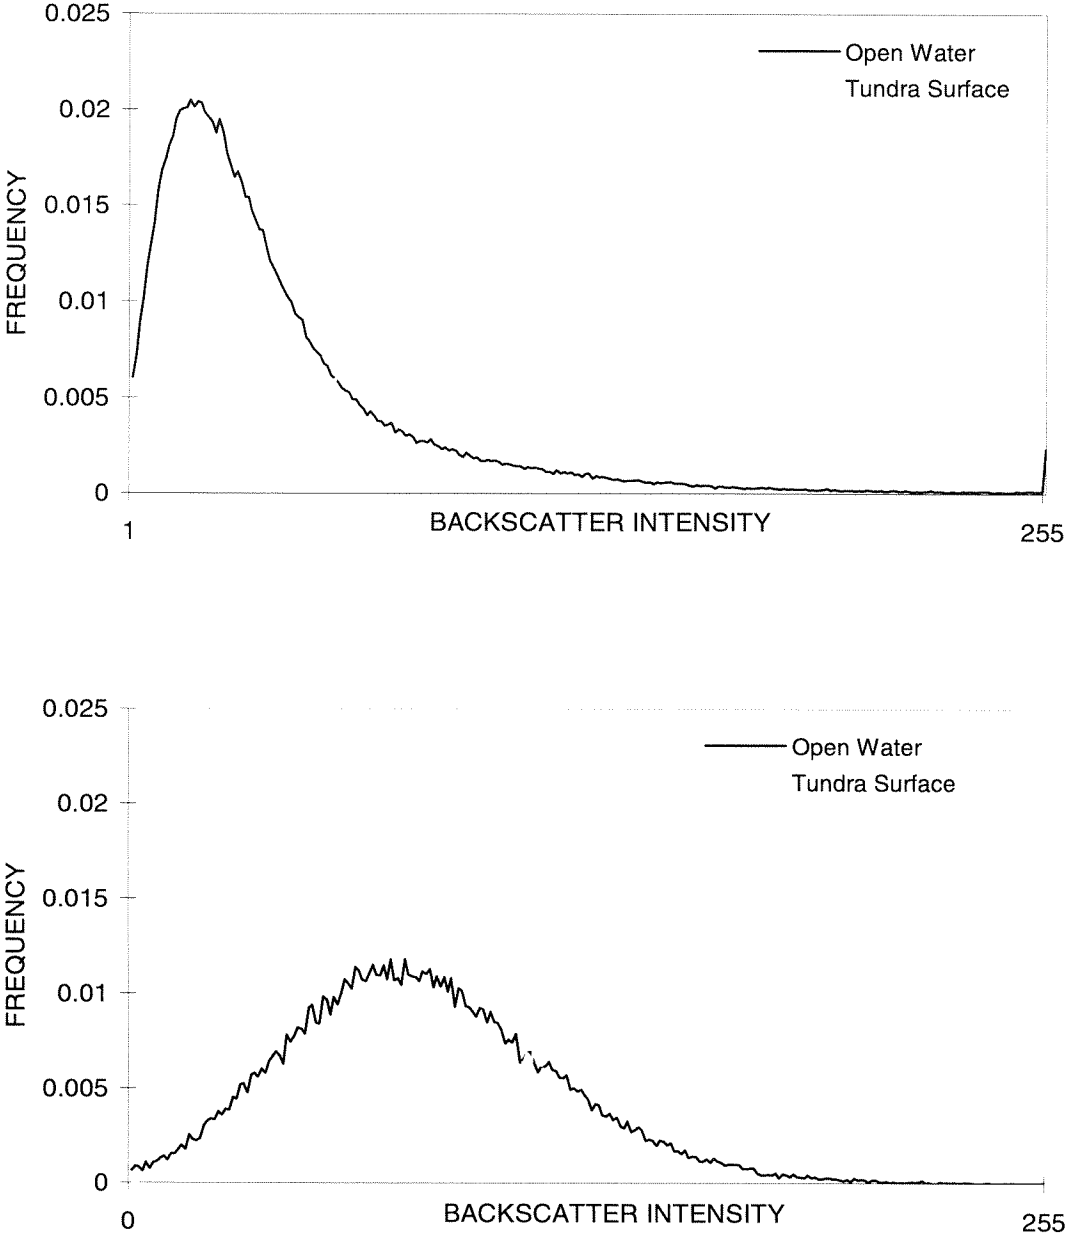 0.025
Open Water
Tundra Surface
0.02
0.015
0.01
0.005
0
FREQUENCY
BACKSCATTER INTENSITY
1
255
0.025
Open Water
Tundra Surface
0.02
0.015
0.01
0.005
0
FREQUENCY
BACKSCATTER INTENSITY
0
255